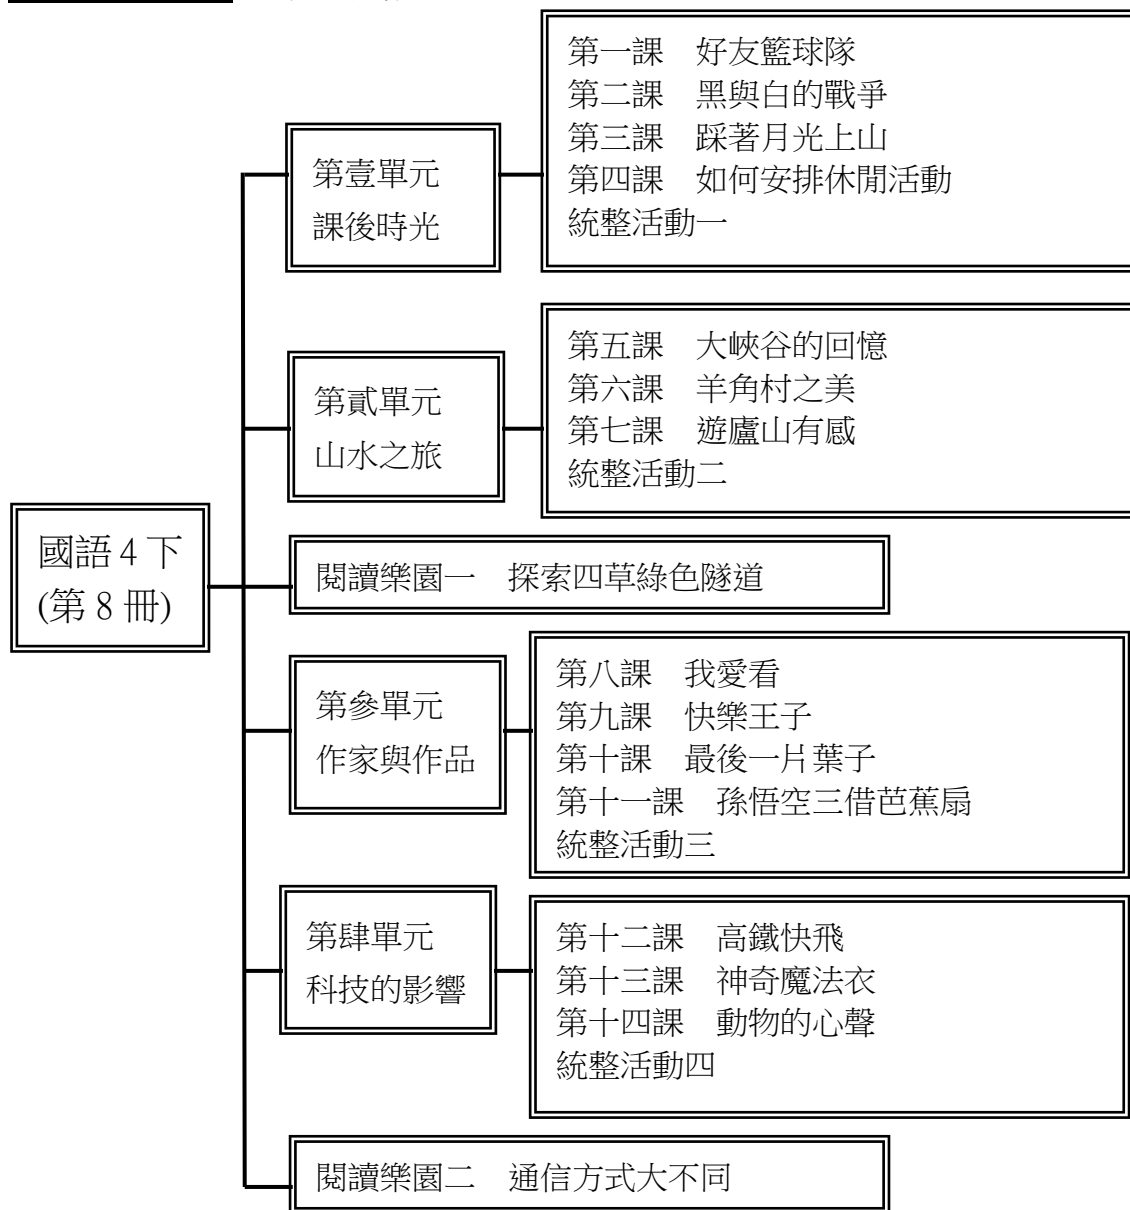 國語 4 下
(第 8 冊)
第壹單元
課後時光
第一課 好友籃球隊
第二課 黑與白的戰爭
第三課 踩著月光上山
第四課 如何安排休閒活動
統整活動一
第貳單元
山水之旅
第五課 大峽谷的回憶
第六課 羊角村之美
第七課 遊廬山有感
統整活動二
閱讀樂園一 探索四草綠色隧道
第參單元
作家與作品
第八課 我愛看
第九課 快樂王子
第十課 最後一片葉子
第十一課 孫悟空三借芭蕉扇
統整活動三
第肆單元
科技的影響
第十二課 高鐵快飛
第十三課 神奇魔法衣
第十四課 動物的心聲
統整活動四
閱讀樂園二 通信方式大不同